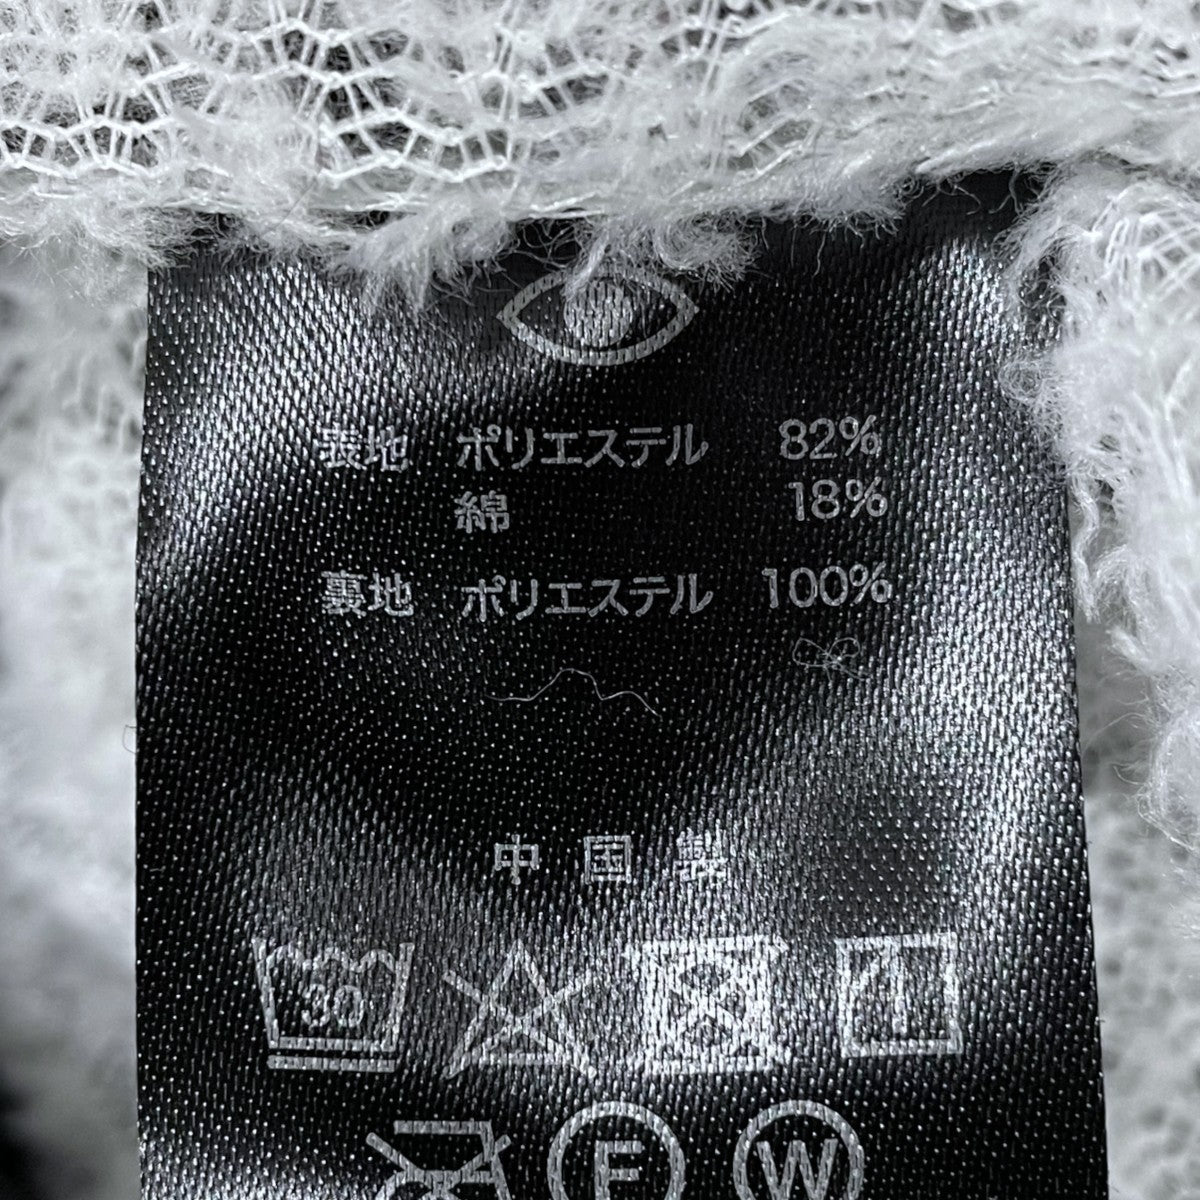 表地 ポリエステル 82%
綿 18%
裏地 ポリエステル 100%
中国製
30
F W